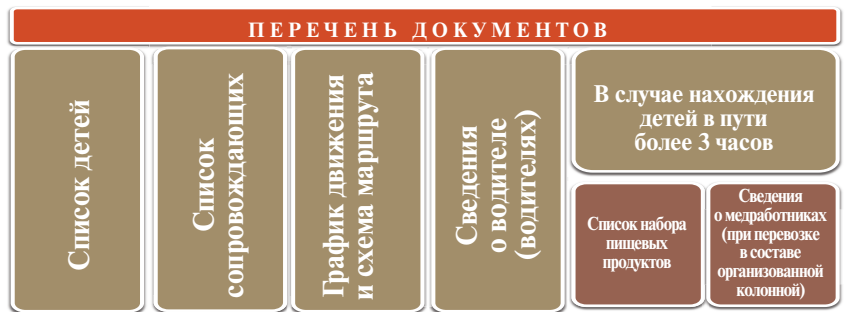 ПЕРЕЧЕНЬ ДОКУМЕНТОВ
Список детей
Список
сопровождающих
График движения
и схема маршрута
Сведения
о водителе
(водителях)
В случае нахождения
детей в пути
более 3 часов
Список набора
пищевых
продуктов
Сведения
о медработниках
(при перевозке
в составе
организованной
колонной)